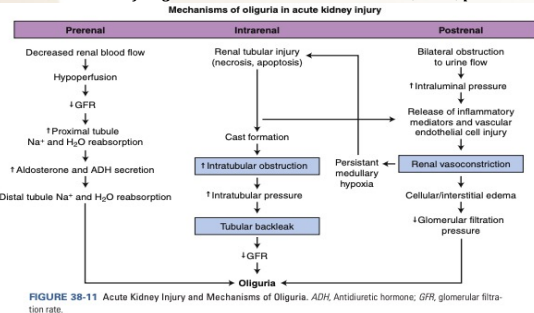 Mechanisms of oliguria in acute kidney injury
Prerenal
Decreased renal blood flow
Hypoperfusion
↓GFR
↑Proximal tubule
Na⁺ and H₂O reabsorption
↑Aldosterone and ADH secretion
Distal tubule Na⁺ and H₂O reabsorption
Intrarenal
Renal tubular injury
(necrosis, apoptosis)
Cast formation
↑Intratubular obstruction
↑Intratubular pressure
Tubular backleak
↓GFR
Oliguria
Persistant
medullary
hypoxia
Postrenal
Bilateral obstruction
to urine flow
↑Intraluminal pressure
Release of inflammatory
mediators and vascular
endothelial cell injury
Renal vasoconstriction
Cellular/interstitial edema
↓Glomerular filtration
pressure
FIGURE 38-11 Acute Kidney Injury and Mechanisms of Oliguria. ADH, Antidiuretic hormone; GFR, glomerular filtra-
tion rate.